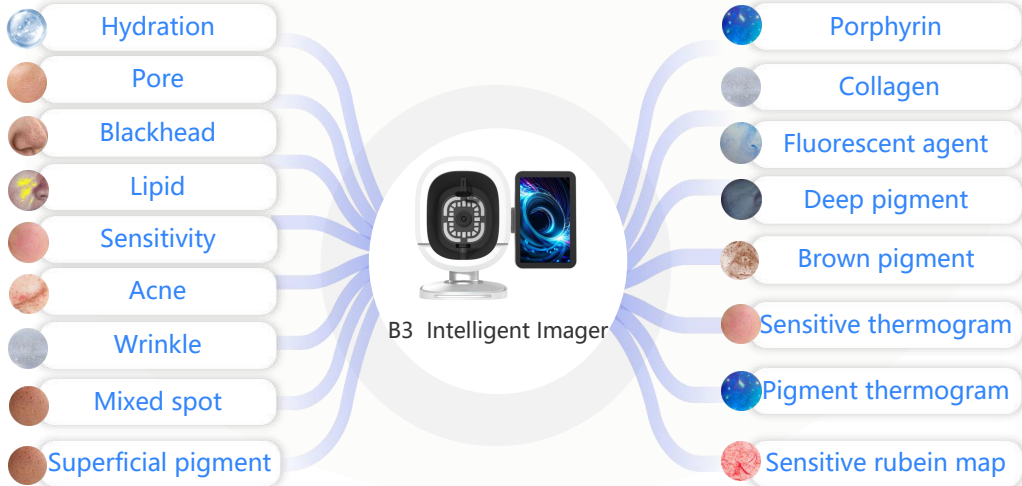 Hydration
Pore
Blackhead
Lipid
Sensitivity
Acne
Wrinkle
Mixed spot
Superficial pigment
B3 Intelligent Imager
Porphyrin
Collagen
Fluorescent agent
Deep pigment
Brown pigment
Sensitive thermogram
Pigment thermogram
Sensitive rubein map